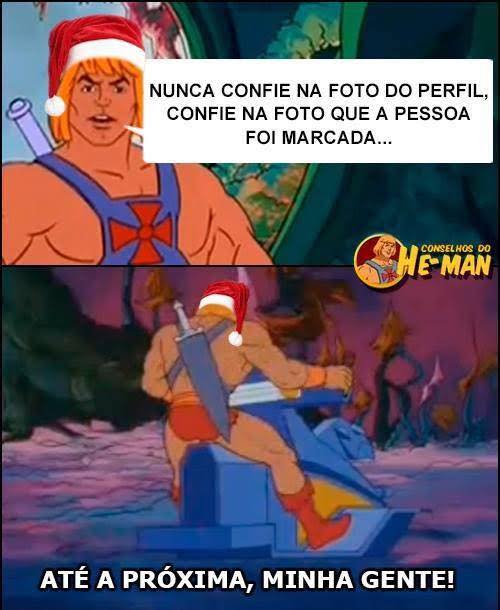 NUNCA CONFIE NA FOTO DO PERFIL,
CONFIE NA FOTO QUE A PESSOA
FOI MARCADA...
CONSELHOS DO
HE-MAN
ATÉ A PRÓXIMA, MINHA GENTE!